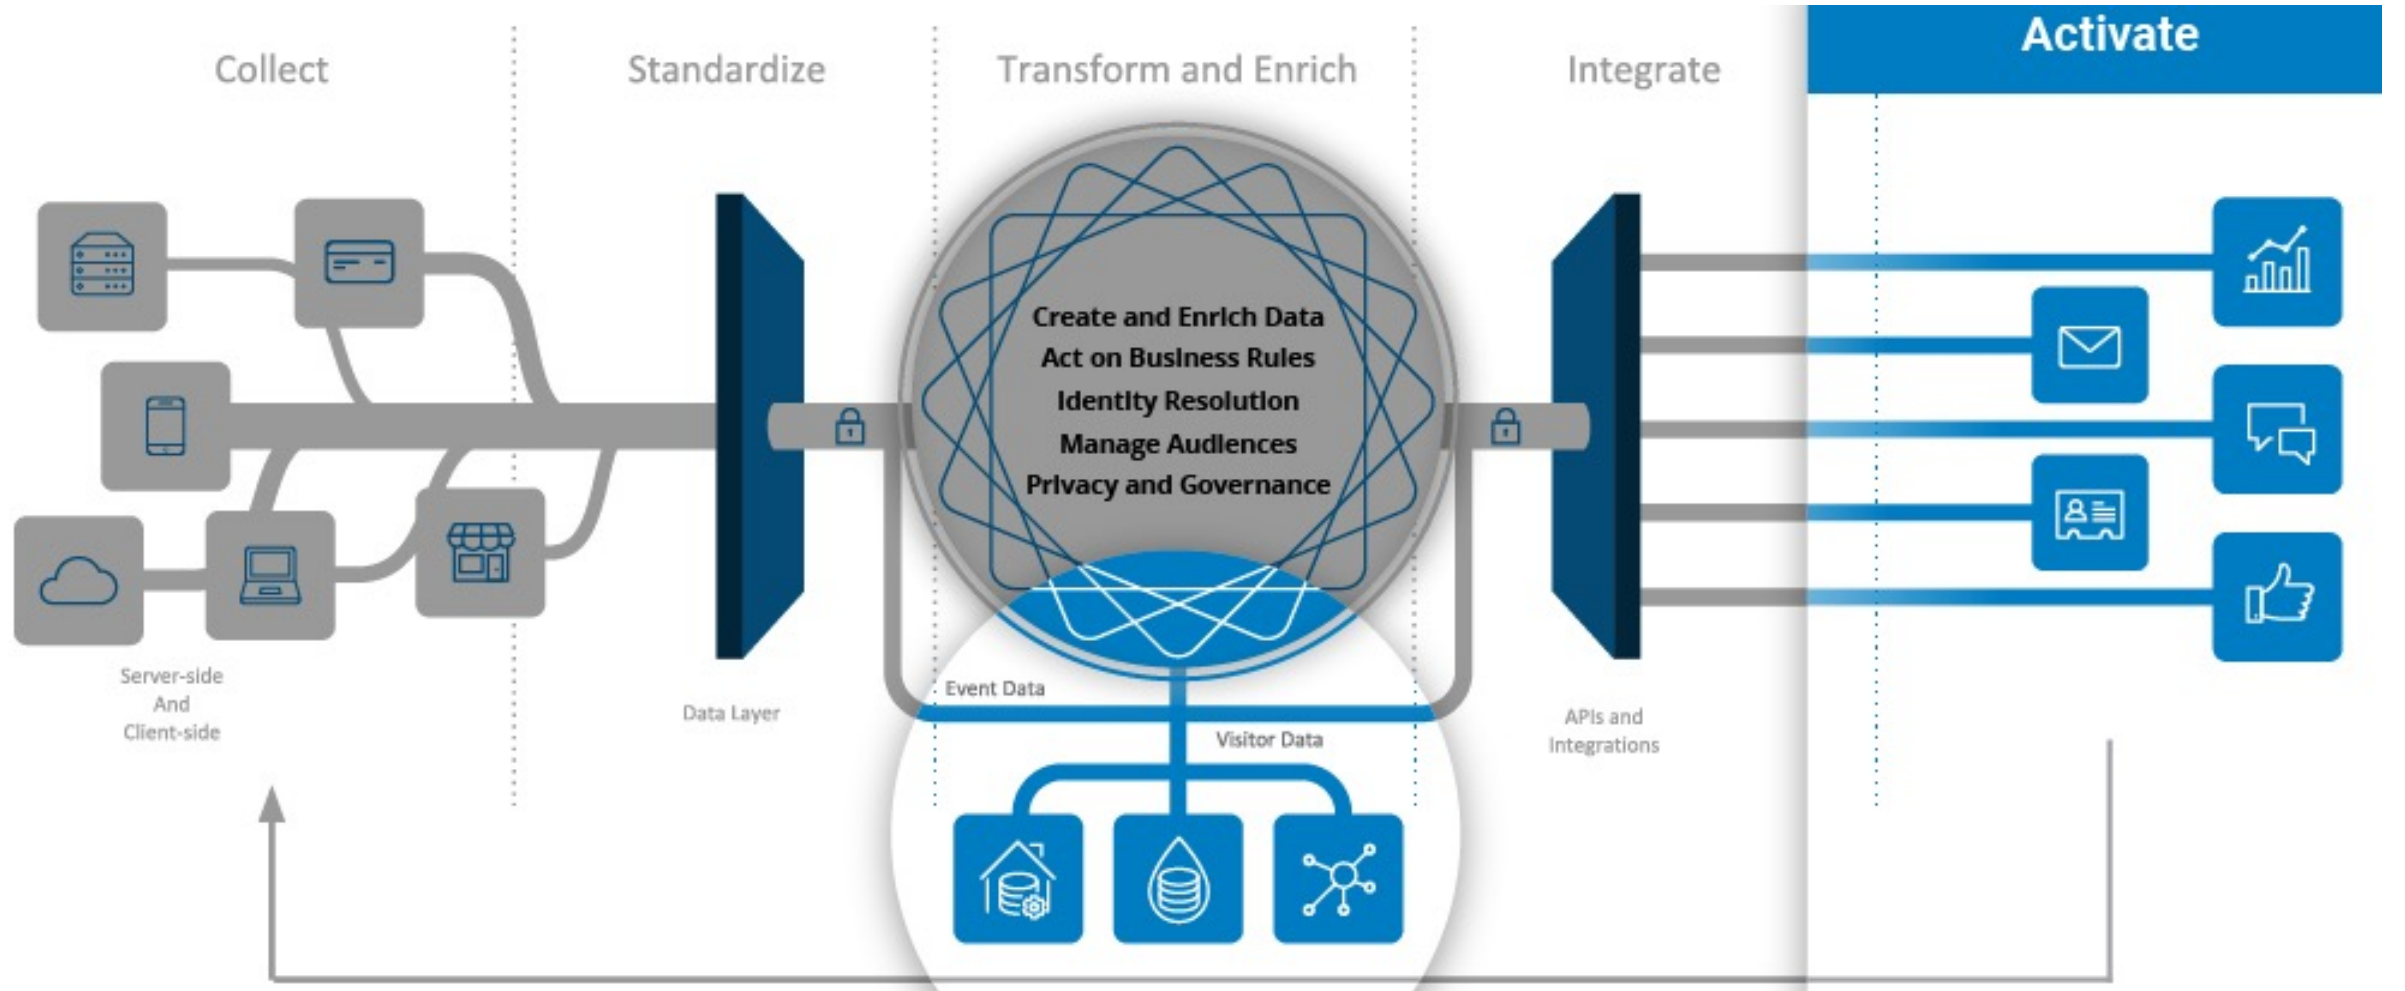 Collect
Standardize
Transform and Enrich
Integrate
Activate
Create and Enrich Data
Act on Business Rules
Identity Resolution
Manage Audiences
Privacy and Governance
Server-side
And
Client-side
Data Layer
Event Data
Visitor Data
APIs and
Integrations